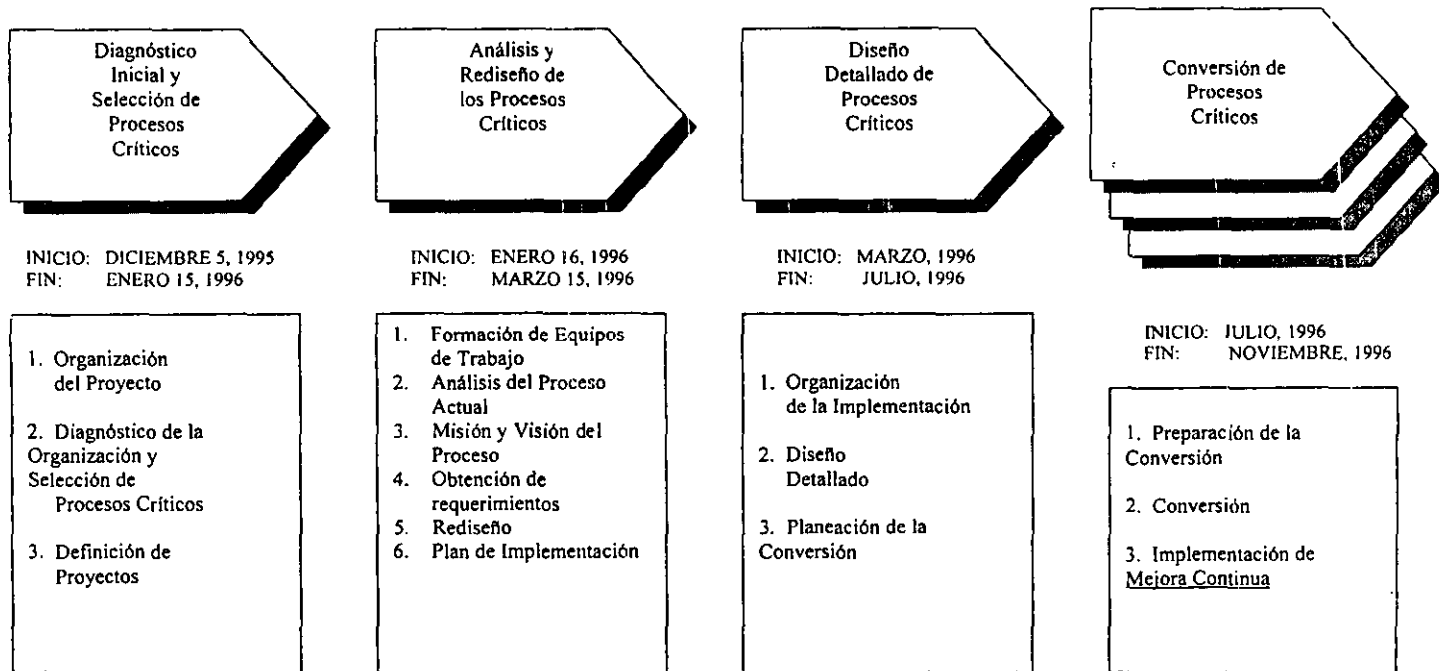 Diagnóstico
Inicial y
Selección de
Procesos
Críticos
INICIO: DICIEMBRE 5, 1995
FIN: ENERO 15, 1996
1. Organización
del Proyecto
2. Diagnóstico de la
Organización y
Selección de
Procesos Críticos
3. Definición de
Proyectos
Análisis y
Rediseño de
los Procesos
Críticos
INICIO: ENERO 16, 1996
FIN: MARZO 15, 1996
1. Formación de Equipos
de Trabajo
2. Análisis del Proceso
Actual
3. Misión y Visión del
Proceso
4. Obtención de
requerimientos
5. Rediseño
6. Plan de Implementación
Diseño
Detallado de
Procesos
Críticos
INICIO: MARZO, 1996
FIN: JULIO, 1996
1. Organización
de la Implementación
2. Diseño
Detallado
3. Planeación de la
Conversión
Conversión de
Procesos
Críticos
INICIO: JULIO, 1996
FIN: NOVIEMBRE, 1996
1. Preparación de la
Conversión
2. Conversión
3. Implementación de
Mejora Continua